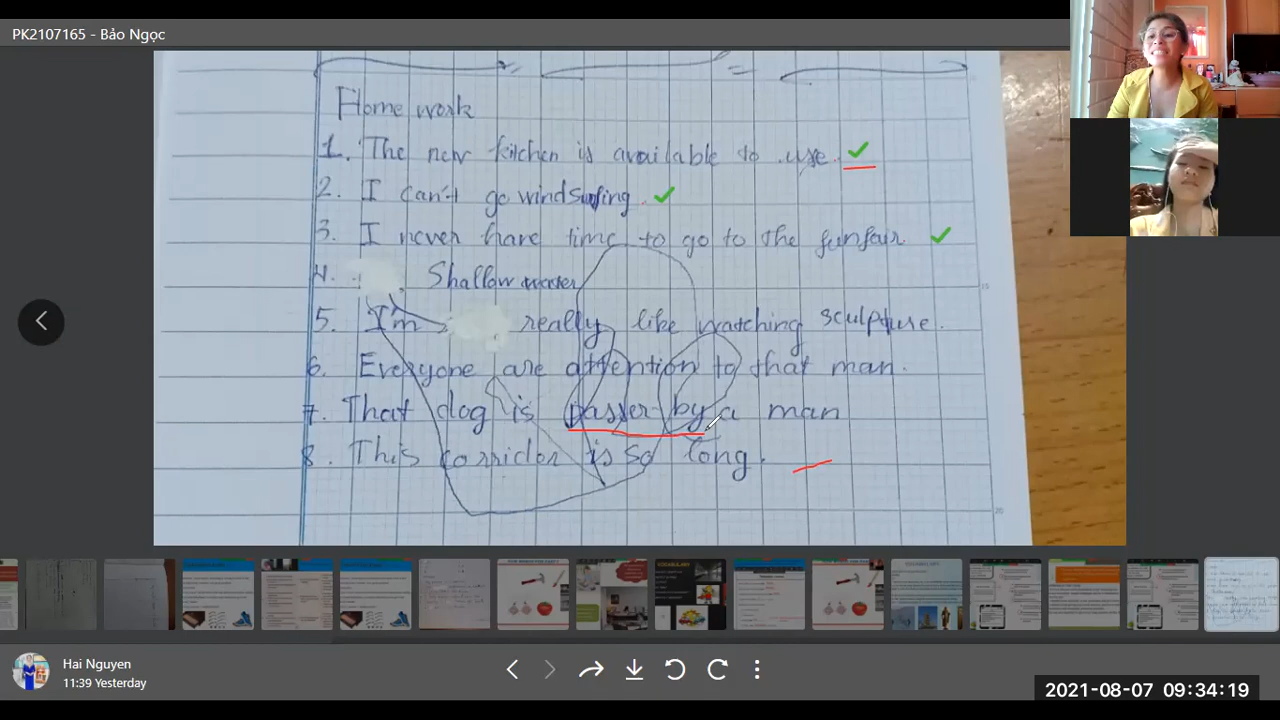 PK2107165 - Bảo Ngọc
Home work
1. The new kitchen is available to use.
2. I can't go windsurfing.
3. I never have time to go to the funfair.
4. Shallow water
5. I'm really like watching sculpture.
6. Everyone are attention to that man.
7. That dog is passer-by a man
8. This corridor is so long.
VOCABULARY
VOCABULARY
Hai Nguyen
11:39 Yesterday
2021-08-07 09:34:19